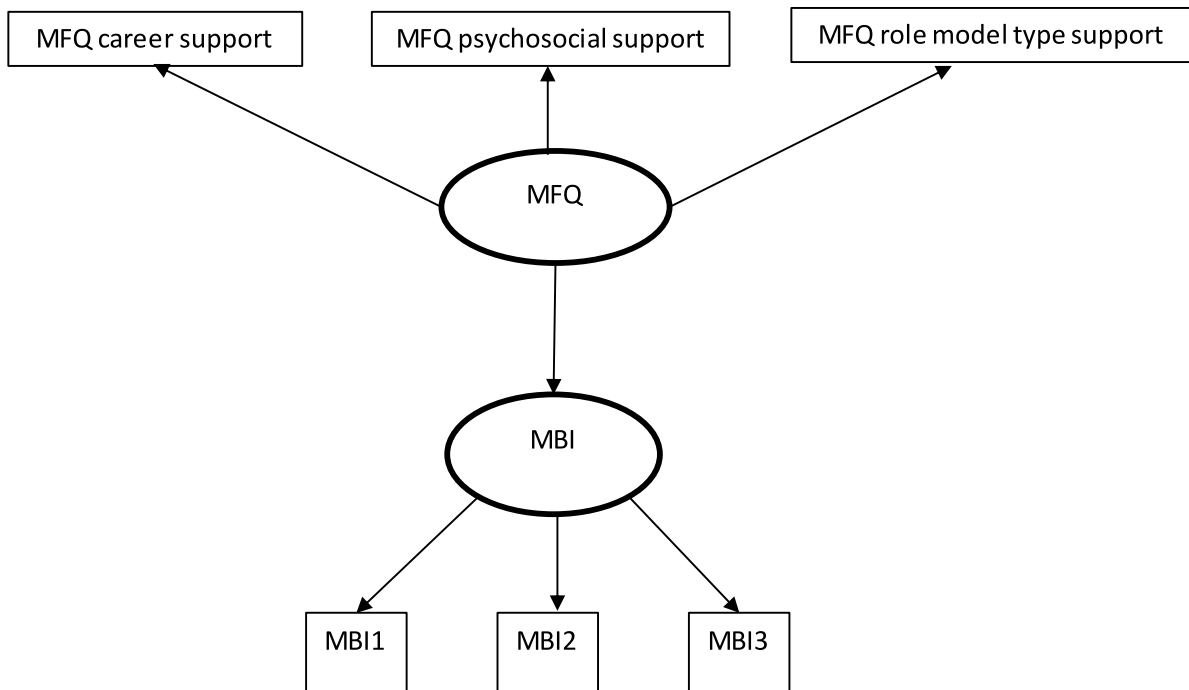 MFQ career support
MFQ psychosocial support
MFQ role model type support
MFQ
MBI
MBI1
MBI2
MBI3